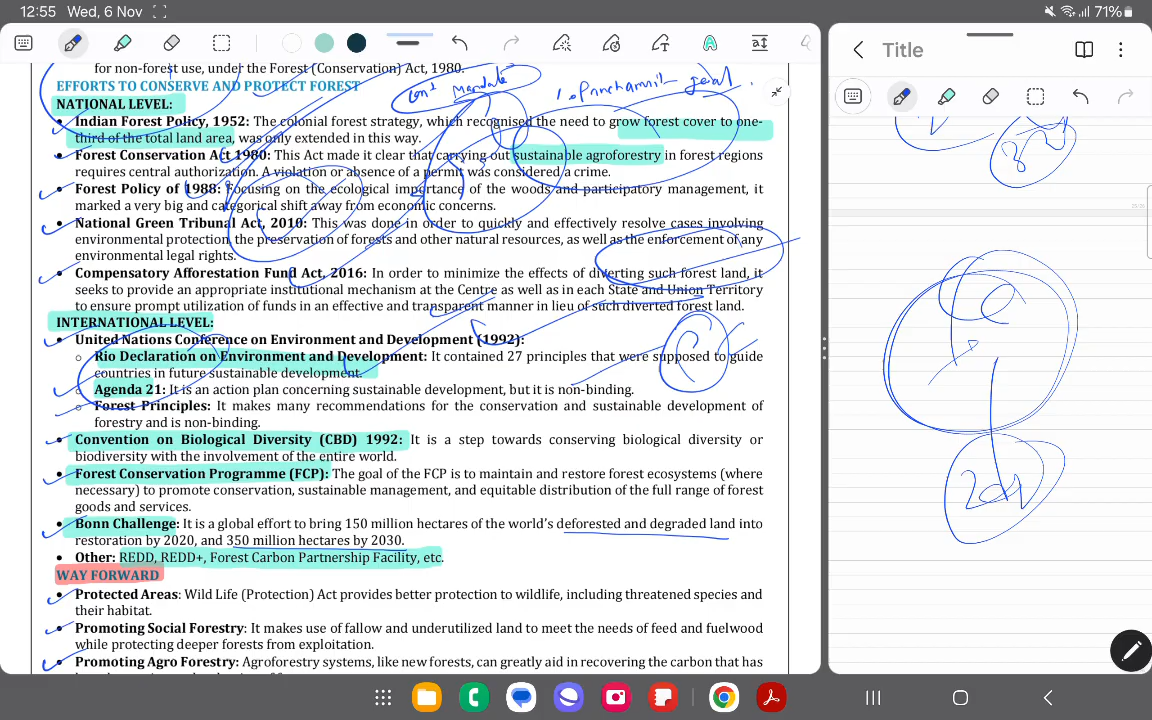 12:55 Wed, 6 Nov 71%
Title
for non-forest use, under the Forest (Conservation) Act, 1980.
EFFORTS TO CONSERVE AND PROTECT FOREST
NATIONAL LEVEL:
• Indian Forest Policy, 1952: The colonial forest strategy, which recognised the need to grow forest cover to one-
third of the total land area, was only extended in this way.
• Forest Conservation Act 1980: This Act made it clear that carrying out sustainable agroforestry in forest regions
requires central authorization. A violation or absence of a permit was considered a crime.
• Forest Policy of 1988: Focusing on the ecological importance of the woods and participatory management, it
marked a very big and categorical shift away from economic concerns.
• National Green Tribunal Act, 2010: This was done in order to quickly and effectively resolve cases involving
environmental protection, the preservation of forests and other natural resources, as well as the enforcement of any
environmental legal rights.
• Compensatory Afforestation Fund Act, 2016: In order to minimize the effects of diverting such forest land, it
seeks to provide an appropriate institutional mechanism at the Centre as well as in each State and Union Territory
to ensure prompt utilization of funds in an effective and transparent manner in lieu of such diverted forest land.
INTERNATIONAL LEVEL:
• United Nations Conference on Environment and Development (1992):
o Rio Declaration on Environment and Development: It contained 27 principles that were supposed to guide
countries in future sustainable development.
o Agenda 21: It is an action plan concerning sustainable development, but it is non-binding.
o Forest Principles: It makes many recommendations for the conservation and sustainable development of
forestry and is non-binding.
• Convention on Biological Diversity (CBD) 1992: It is a step towards conserving biological diversity or
biodiversity with the involvement of the entire world.
• Forest Conservation Programme (FCP): The goal of the FCP is to maintain and restore forest ecosystems (where
necessary) to promote conservation, sustainable management, and equitable distribution of the full range of forest
goods and services.
• Bonn Challenge: It is a global effort to bring 150 million hectares of the world's deforested and degraded land into
restoration by 2020, and 350 million hectares by 2030.
• Other: REDD, REDD+, Forest Carbon Partnership Facility, etc.
WAY FORWARD
• Protected Areas: Wild Life (Protection) Act provides better protection to wildlife, including threatened species and
their habitat.
• Promoting Social Forestry: It makes use of fallow and underutilized land to meet the needs of feed and fuelwood
while protecting deeper forests from exploitation.
• Promoting Agro Forestry: Agroforestry systems, like new forests, can greatly aid in recovering the carbon that has
mandate